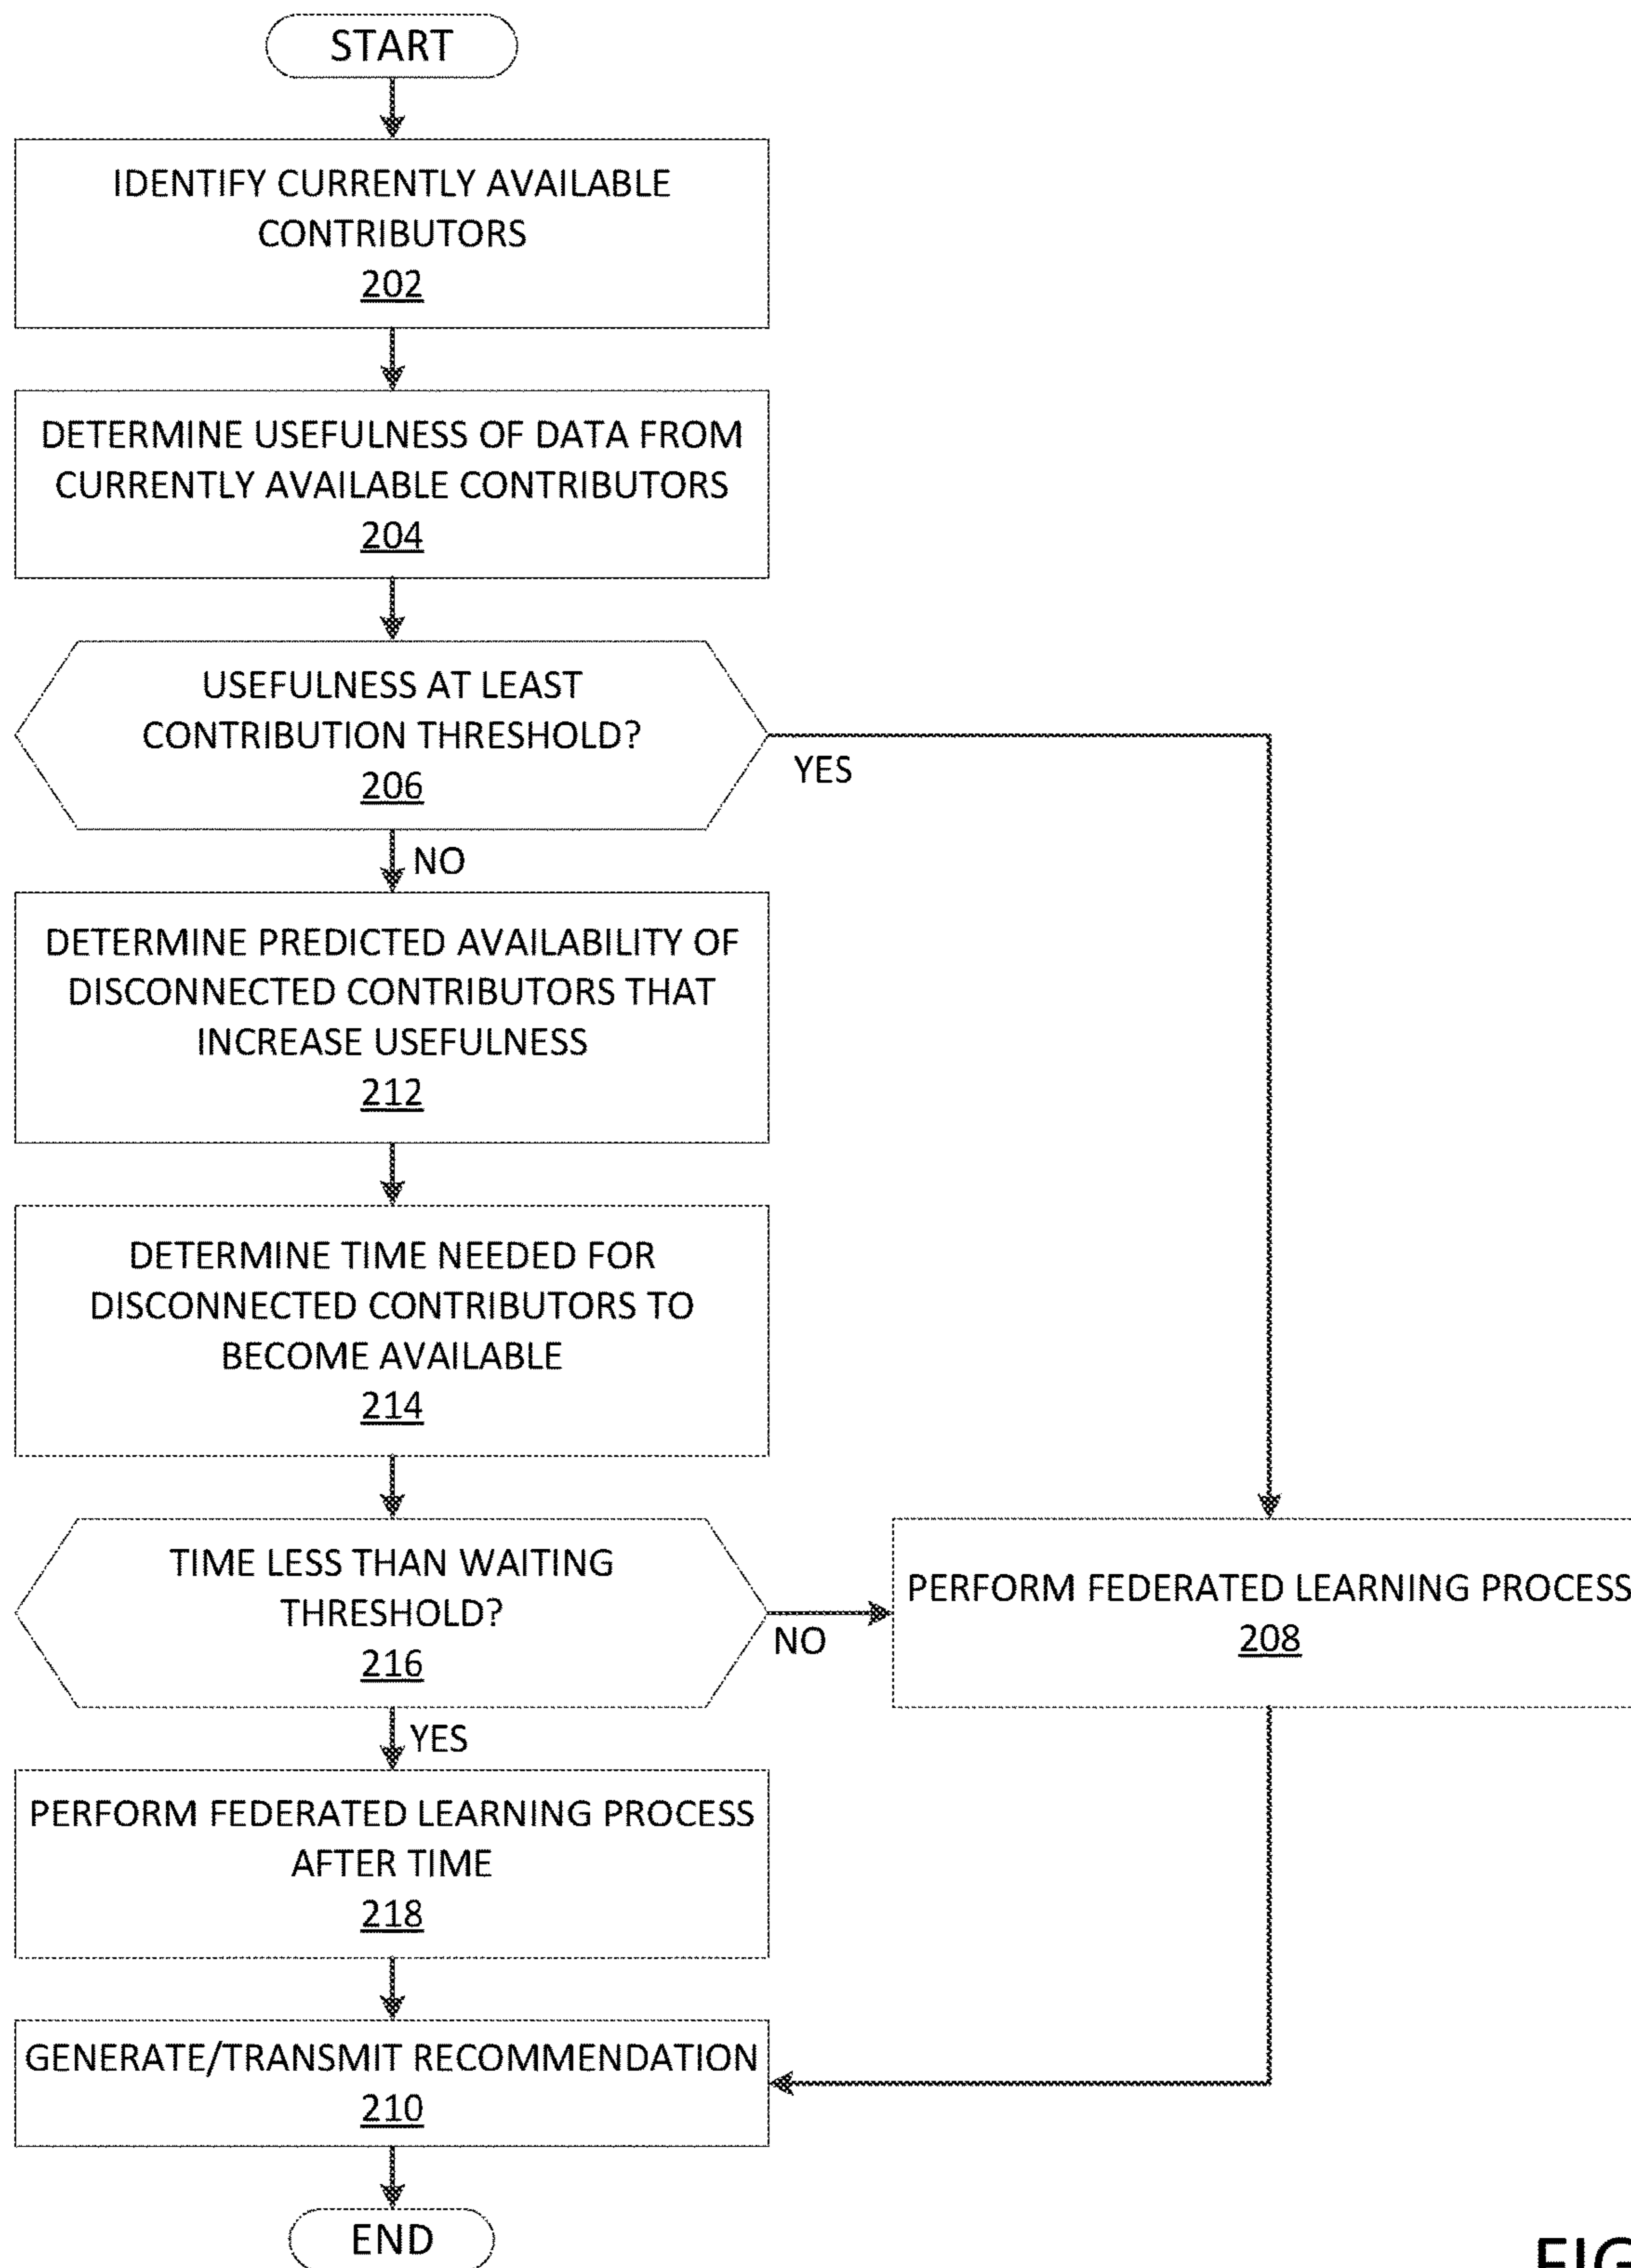 START
IDENTIFY CURRENTLY AVAILABLE
CONTRIBUTORS
202
DETERMINE USEFULNESS OF DATA FROM
CURRENTLY AVAILABLE CONTRIBUTORS
204
USEFULNESS AT LEAST
CONTRIBUTION THRESHOLD?
206
YES
NO
DETERMINE PREDICTED AVAILABILITY OF
DISCONNECTED CONTRIBUTORS THAT
INCREASE USEFULNESS
212
DETERMINE TIME NEEDED FOR
DISCONNECTED CONTRIBUTORS TO
BECOME AVAILABLE
214
TIME LESS THAN WAITING
THRESHOLD?
216
NO
PERFORM FEDERATED LEARNING PROCESS
208
YES
PERFORM FEDERATED LEARNING PROCESS
AFTER TIME
218
GENERATE/TRANSMIT RECOMMENDATION
210
END
FIG